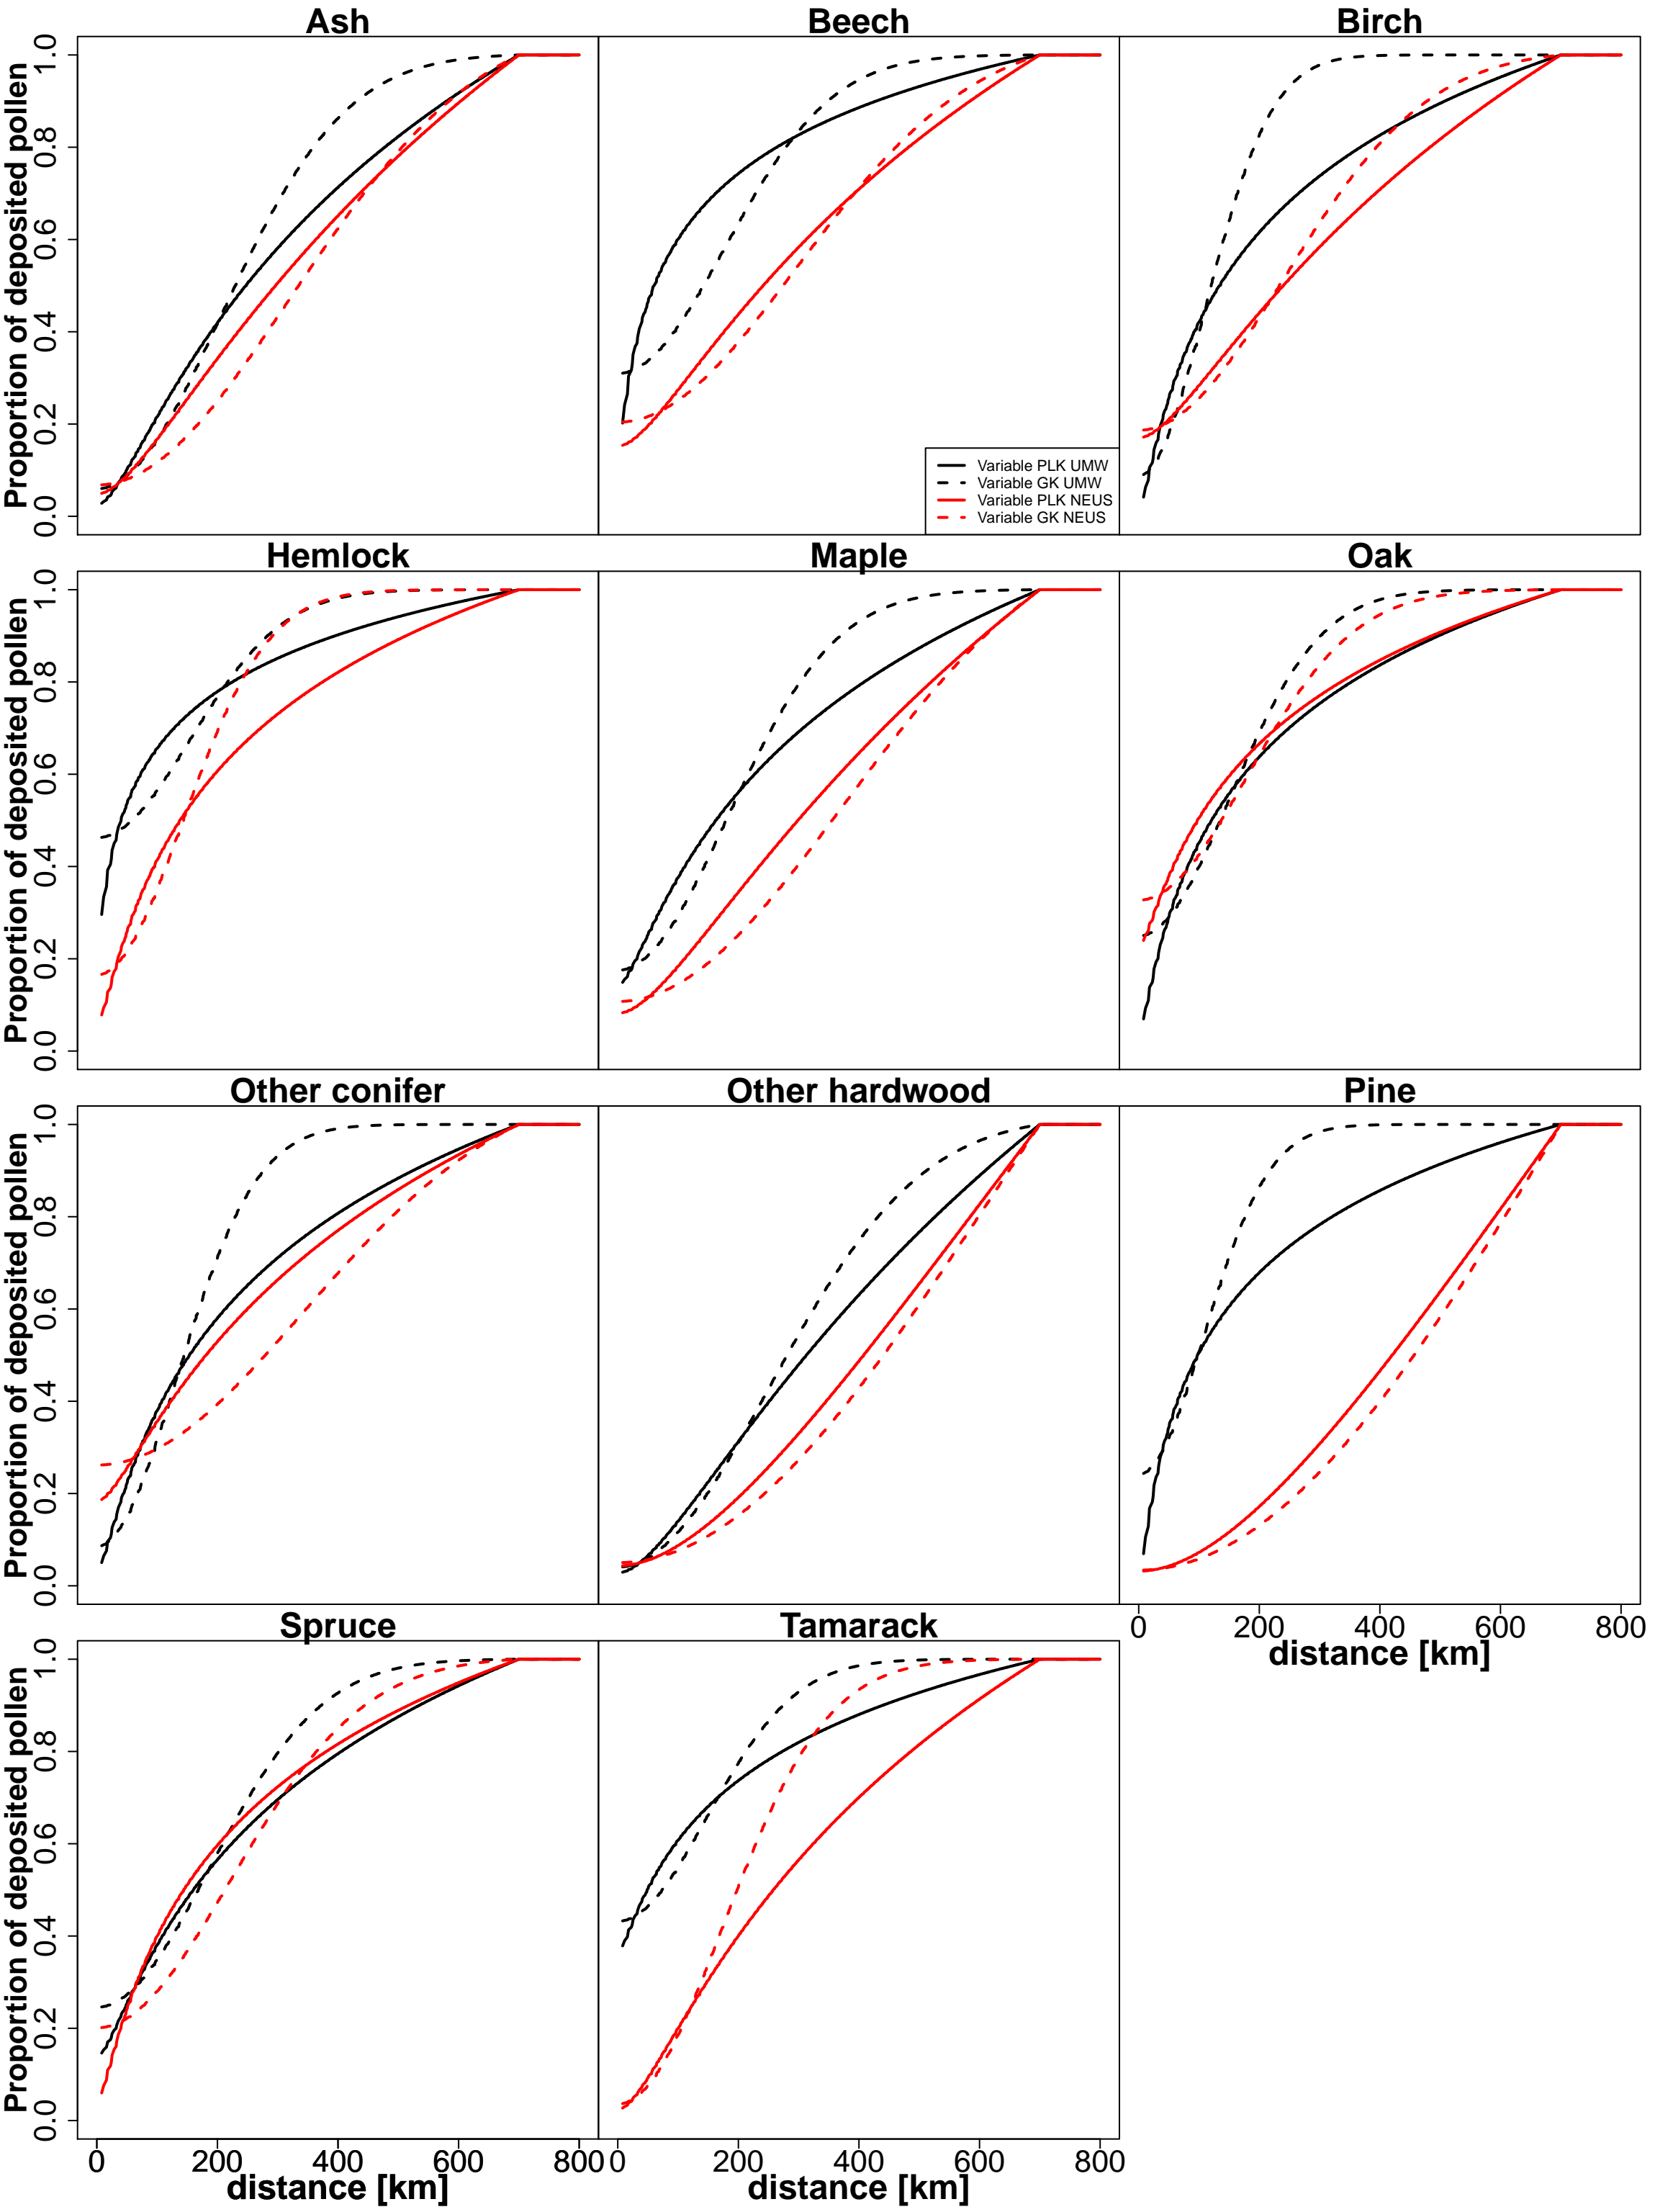 Ash
Beech
Birch
Proportion of deposited pollen
0.0 0.2 0.4 0.6 0.8 1.0
Variable PLK UMW
Variable GK UMW
Variable PLK NEUS
Variable GK NEUS
Hemlock
Maple
Oak
Proportion of deposited pollen
0.0 0.2 0.4 0.6 0.8 1.0
Other conifer
Other hardwood
Pine
Proportion of deposited pollen
0.0 0.2 0.4 0.6 0.8 1.0
0 200 400 600 800
distance [km]
Spruce
Tamarack
Proportion of deposited pollen
0.0 0.2 0.4 0.6 0.8 1.0
0 200 400 600 800
distance [km]
0 200 400 600 800
distance [km]